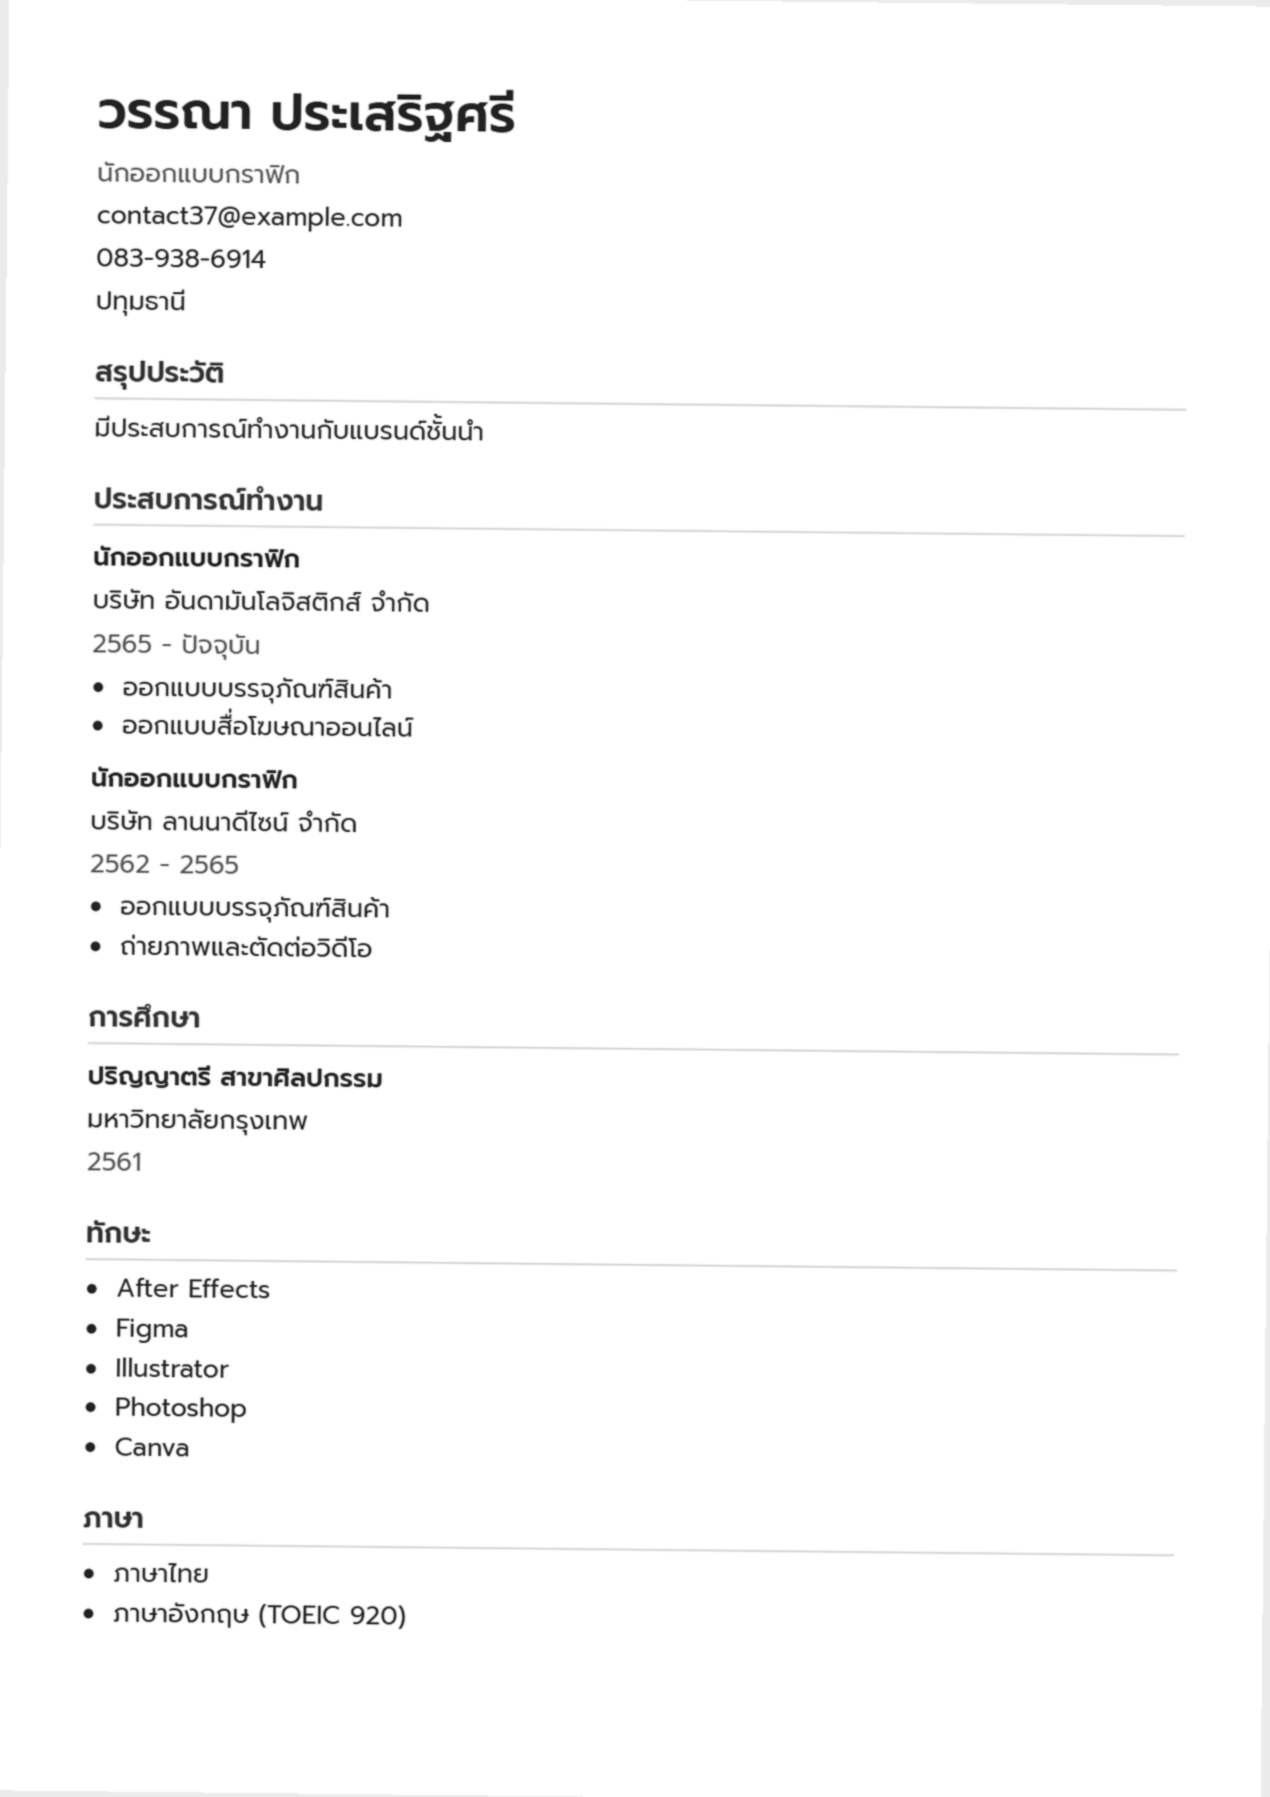 วรรณา ประเสริฐศรี
นักออกแบบกราฟิก
contact37@example.com
083-938-6914
ปทุมธานี
สรุปประวัติ
มีประสบการณ์ทำงานกับแบรนด์ชั้นนำ
ประสบการณ์ทำงาน
นักออกแบบกราฟิก
บริษัท อันดามันโลจิสติกส์ จำกัด
2565 - ปัจจุบัน
• ออกแบบบรรจุภัณฑ์สินค้า
• ออกแบบสื่อโฆษณาออนไลน์
นักออกแบบกราฟิก
บริษัท ลานนาดีไซน์ จำกัด
2562 - 2565
• ออกแบบบรรจุภัณฑ์สินค้า
• ถ่ายภาพและตัดต่อวิดีโอ
การศึกษา
ปริญญาตรี สาขาศิลปกรรม
มหาวิทยาลัยกรุงเทพ
2561
ทักษะ
• After Effects
• Figma
• Illustrator
• Photoshop
• Canva
ภาษา
• ภาษาไทย
• ภาษาอังกฤษ (TOEIC 920)